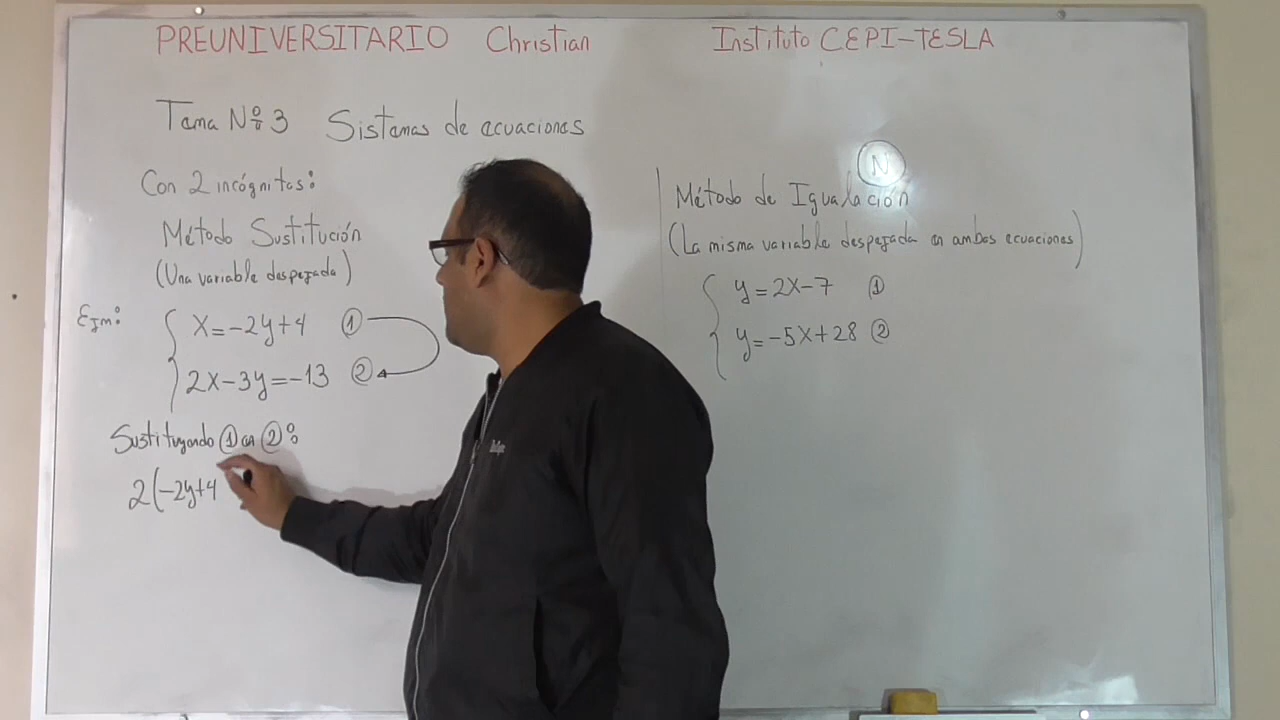 PREUNIVERSITARIO Christian Instituto CEPI-TESLA
Tema Nº 3 Sistemas de ecuaciones
Con 2 incógnitas:
Método Sustitución
(Una variable despejada)
Ejm:
x=-2y+4 ①
2x-3y=-13 ②
Sustituyendo ① en ②:
2(-2y+4
N
Método de Igualación
(La misma variable despejada en ambas ecuaciones)
y=2x-7 ①
y=-5x+28 ②